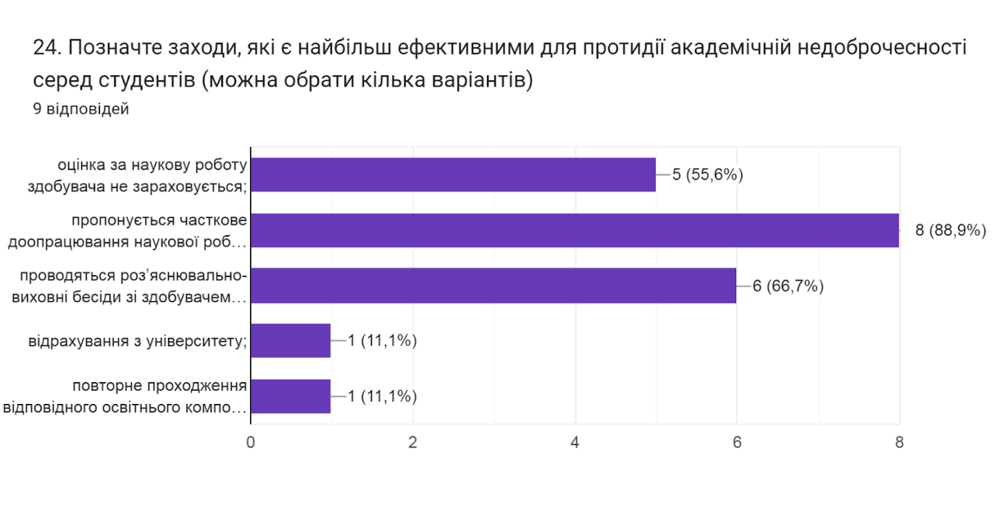 24. Позначте заходи, які є найбільш ефективними для протидії академічній недоброчесності
серед студентів (можна обрати кілька варіантів)
9 відповідей
оцінка за наукову роботу
здобувача не зараховується;
5 (55,6%)
пропонується часткове
доопрацювання наукової роб…
8 (88,9%)
проводяться роз’яснювально-
виховні бесіди зі здобувачем…
6 (66,7%)
відрахування з університету;
1 (11,1%)
повторне проходження
відповідного освітнього компо…
1 (11,1%)
0 2 4 6 8